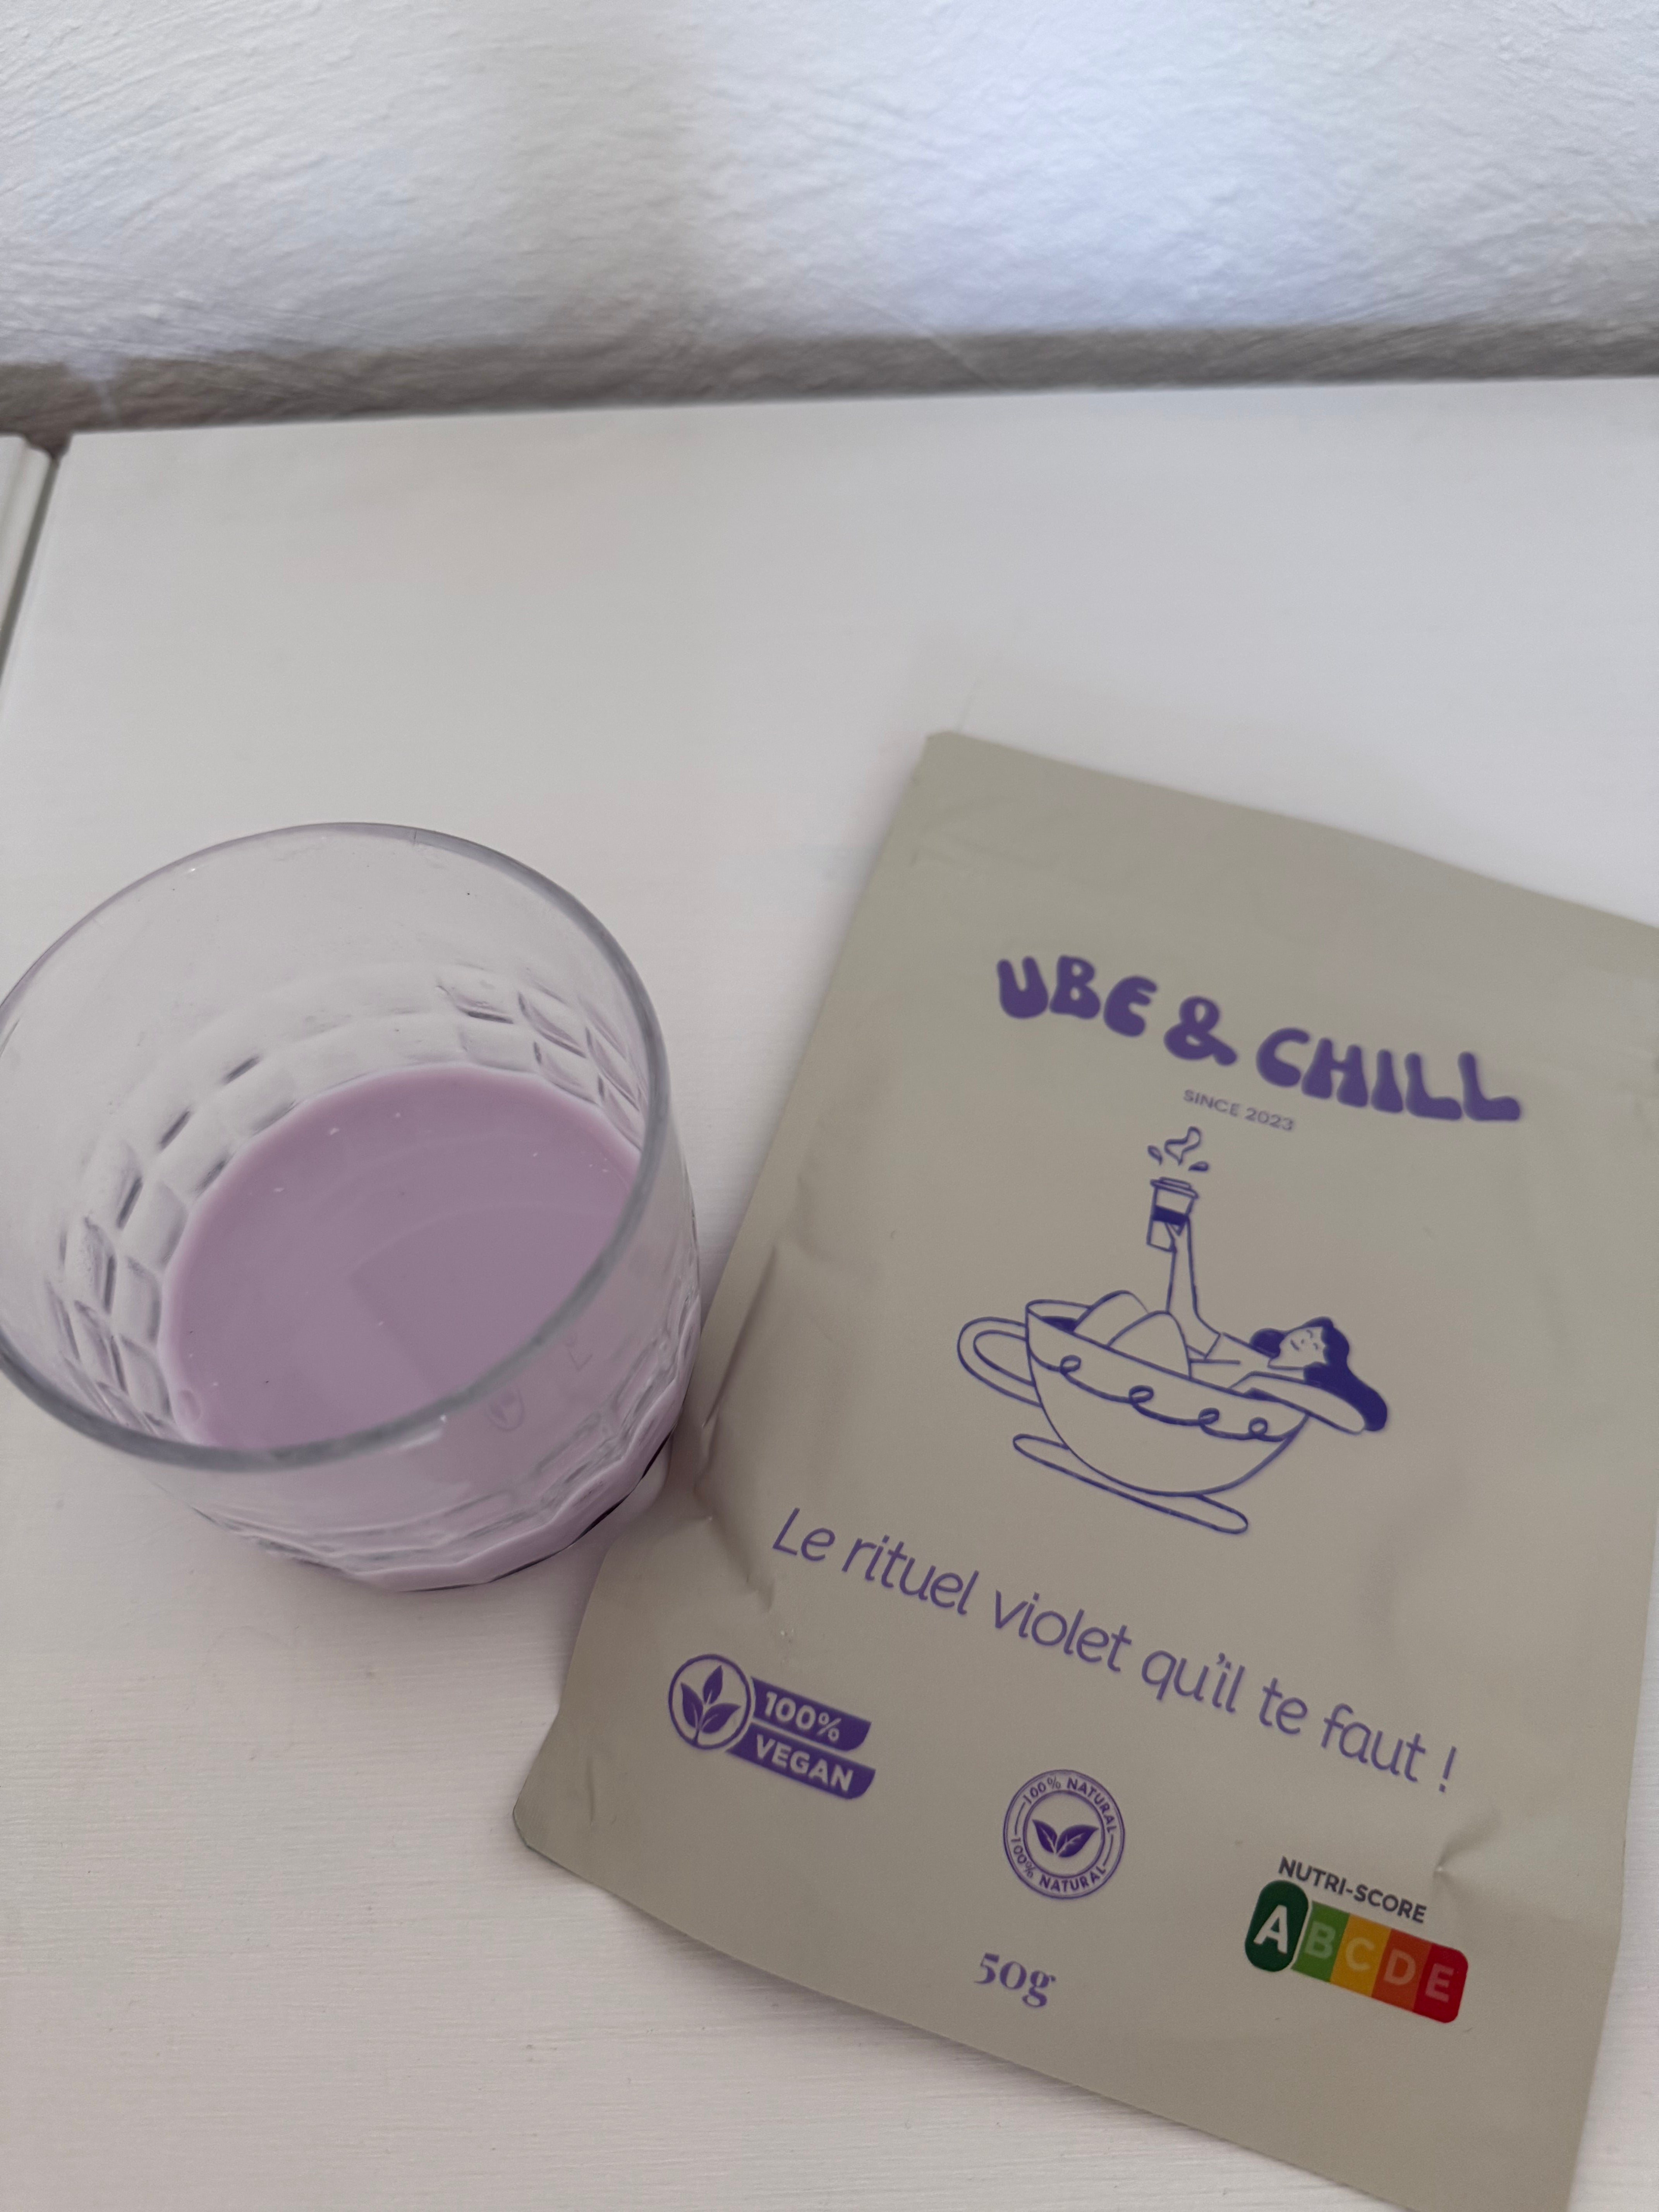 UBE & CHILL
SINCE 2023
Le rituel violet qu'il te faut !
100%
VEGAN
100% NATURAL
100% NATURAL
NUTRI-SCORE
A B C D E
50g